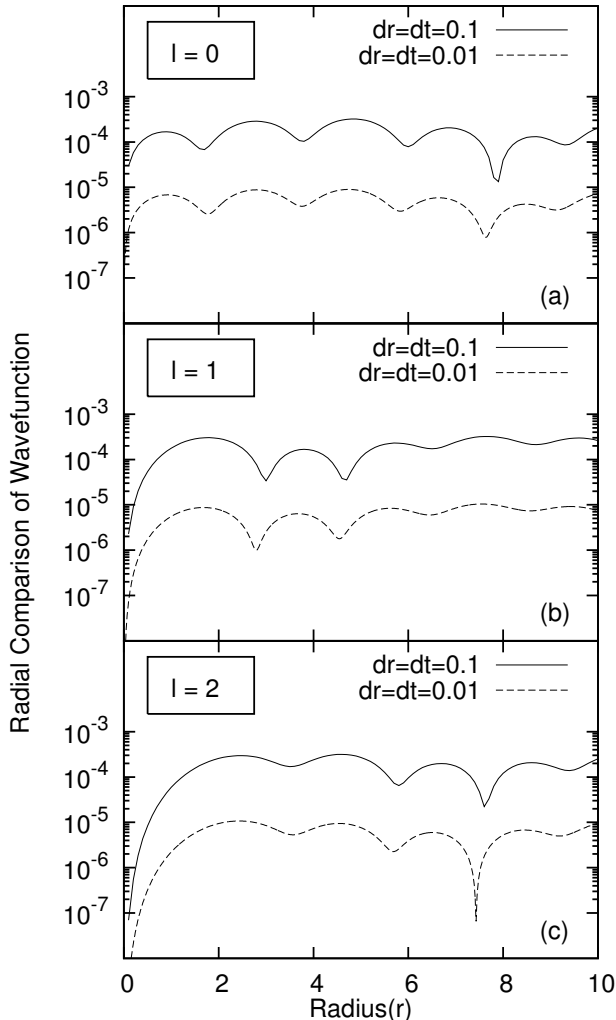 l = 0
dr=dt=0.1
dr=dt=0.01
10-3
10-4
10-5
10-6
10-7
(a)
l = 1
dr=dt=0.1
dr=dt=0.01
10-3
10-4
10-5
10-6
10-7
(b)
l = 2
dr=dt=0.1
dr=dt=0.01
10-3
10-4
10-5
10-6
10-7
(c)
0 2 4 6 8 10
Radius(r)
Radial Comparison of Wavefunction